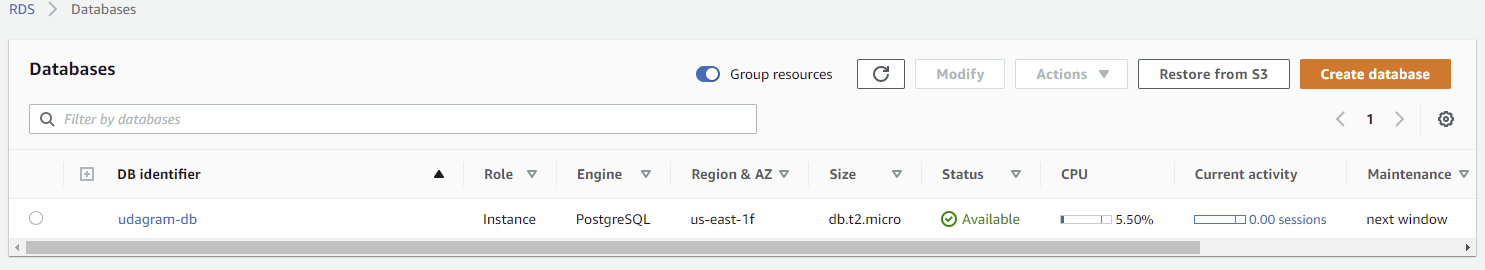 RDS > Databases
Databases
Group resources
Modify
Actions
Restore from S3
Create database
Filter by databases
1
DB identifier Role Engine Region & AZ Size Status CPU Current activity Maintenance
udagram-db Instance PostgreSQL us-east-1f db.t2.micro Available 5.50% 0.00 sessions next window